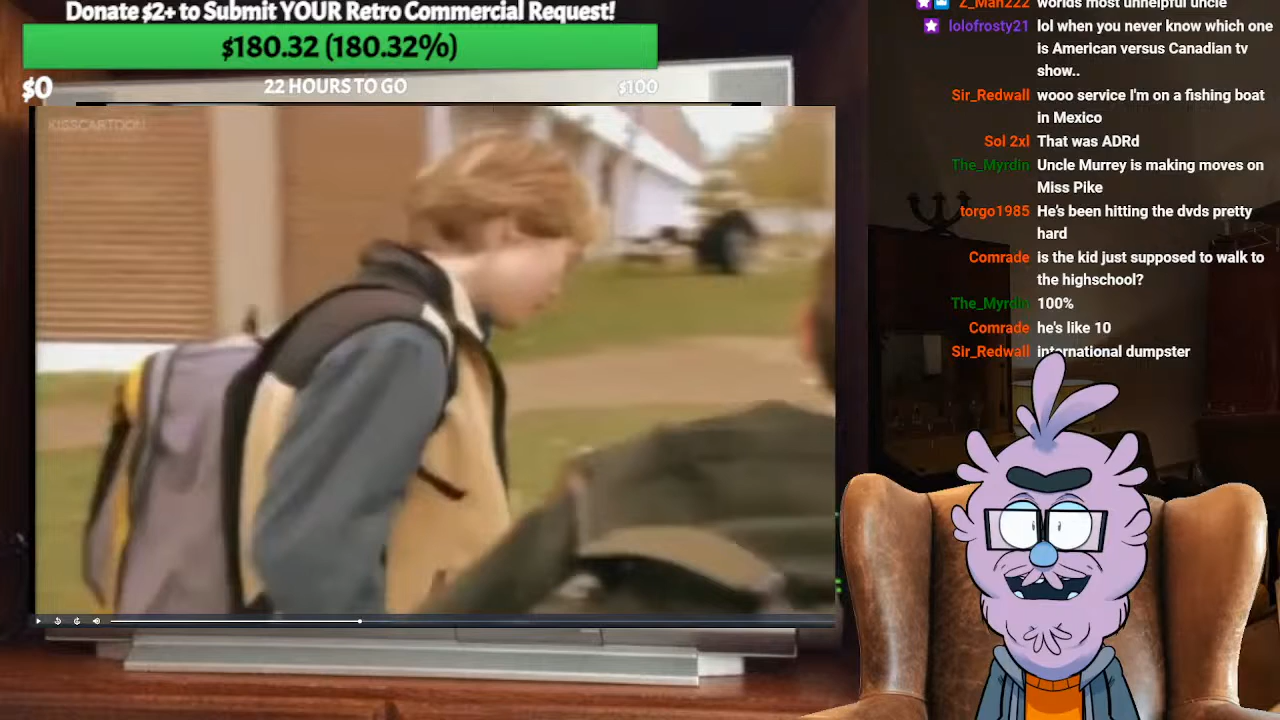 Donate $2+ to Submit YOUR Retro Commercial Request!
$180.32 (180.32%)
$0
22 HOURS TO GO
$100
KISSCARTOON
Z_Man222 worlds most unhelpful uncle
lolofrosty21 lol when you never know which one
is American versus Canadian tv
show..
Sir_Redwall wooo service I'm on a fishing boat
in Mexico
Sol 2xl That was ADRd
The_Myrdin Uncle Murrey is making moves on
Miss Pike
torgo1985 He's been hitting the dvds pretty
hard
Comrade is the kid just supposed to walk to
the highschool?
The_Myrdin 100%
Comrade he's like 10
Sir_Redwall international dumpster